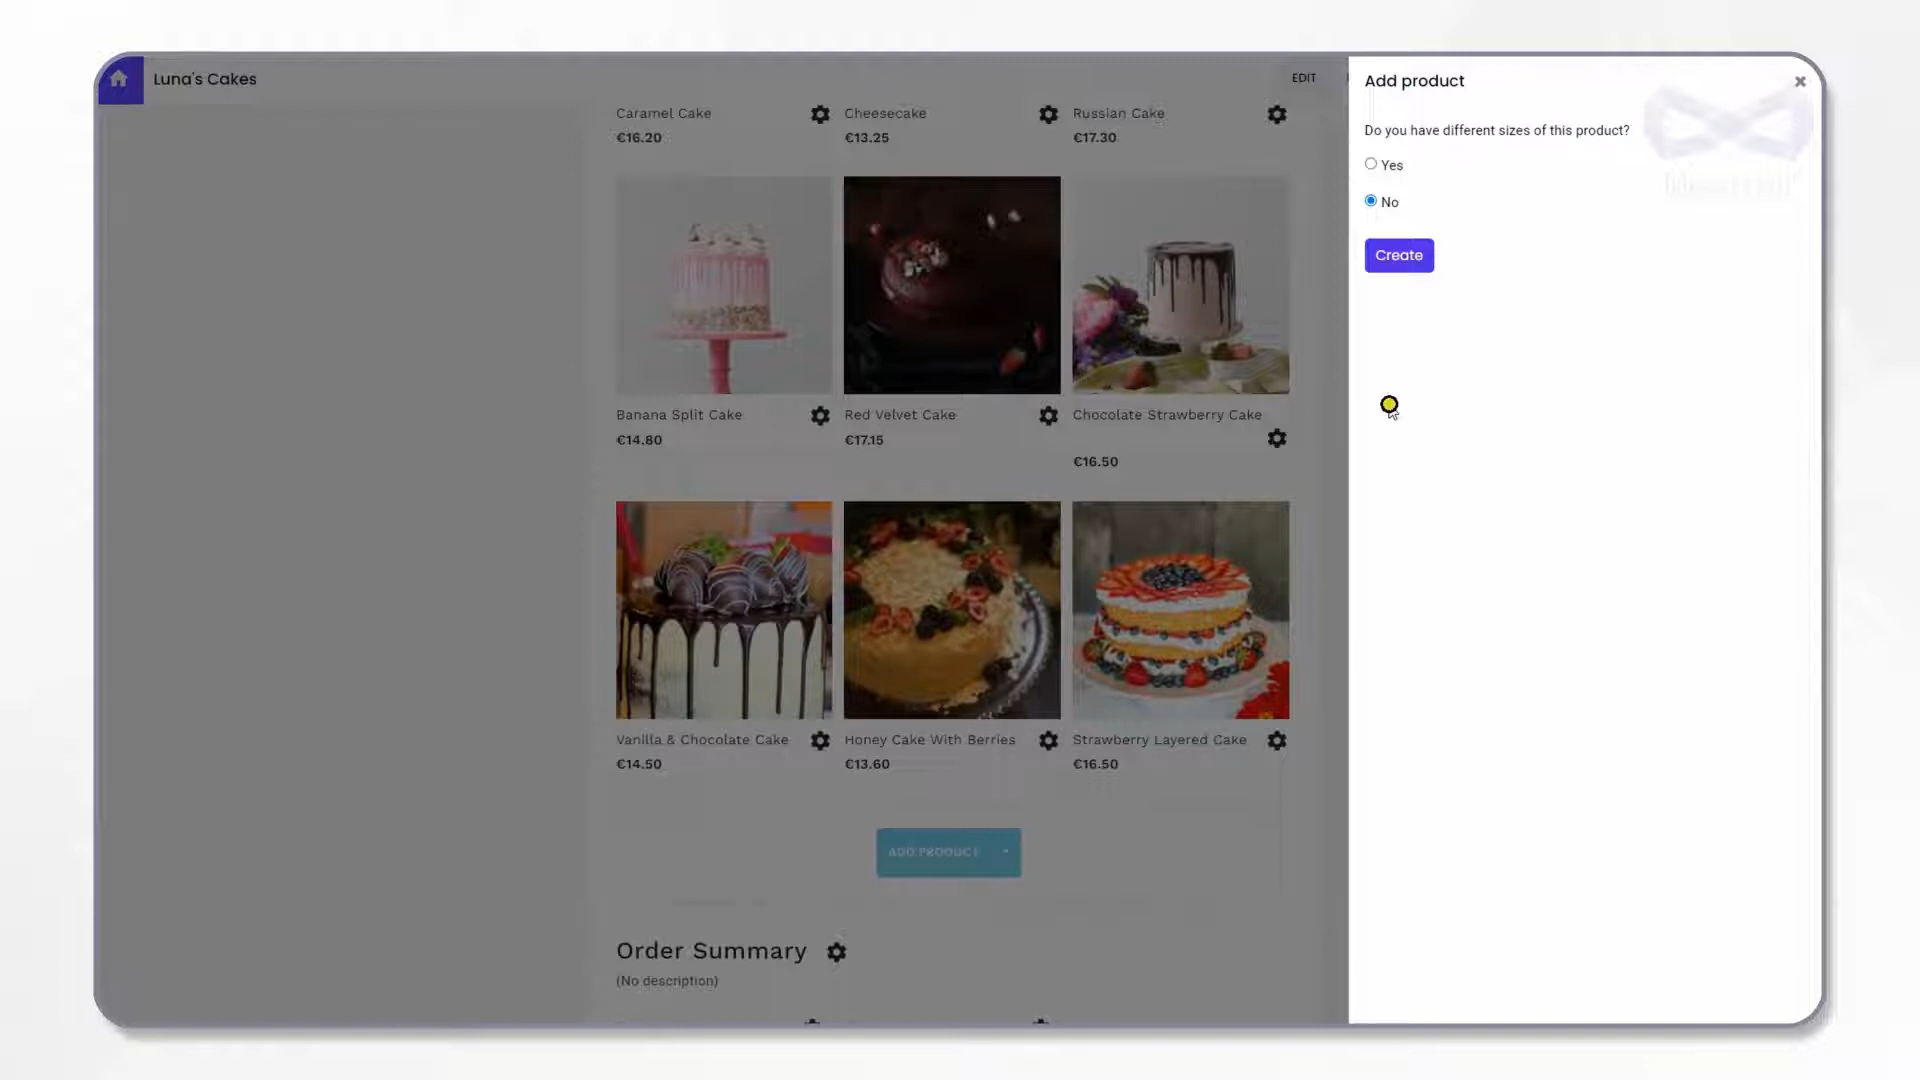 Luna's Cakes
EDIT
Caramel Cake
€16.20
Cheesecake
€13.25
Russian Cake
€17.30
Banana Split Cake
€14.80
Red Velvet Cake
€17.15
Chocolate Strawberry Cake
€16.50
Vanilla & Chocolate Cake
€14.50
Honey Cake With Berries
€13.60
Strawberry Layered Cake
€16.50
ADD PRODUCT
Order Summary
(No description)
Add product
Do you have different sizes of this product?
Yes
No
Create